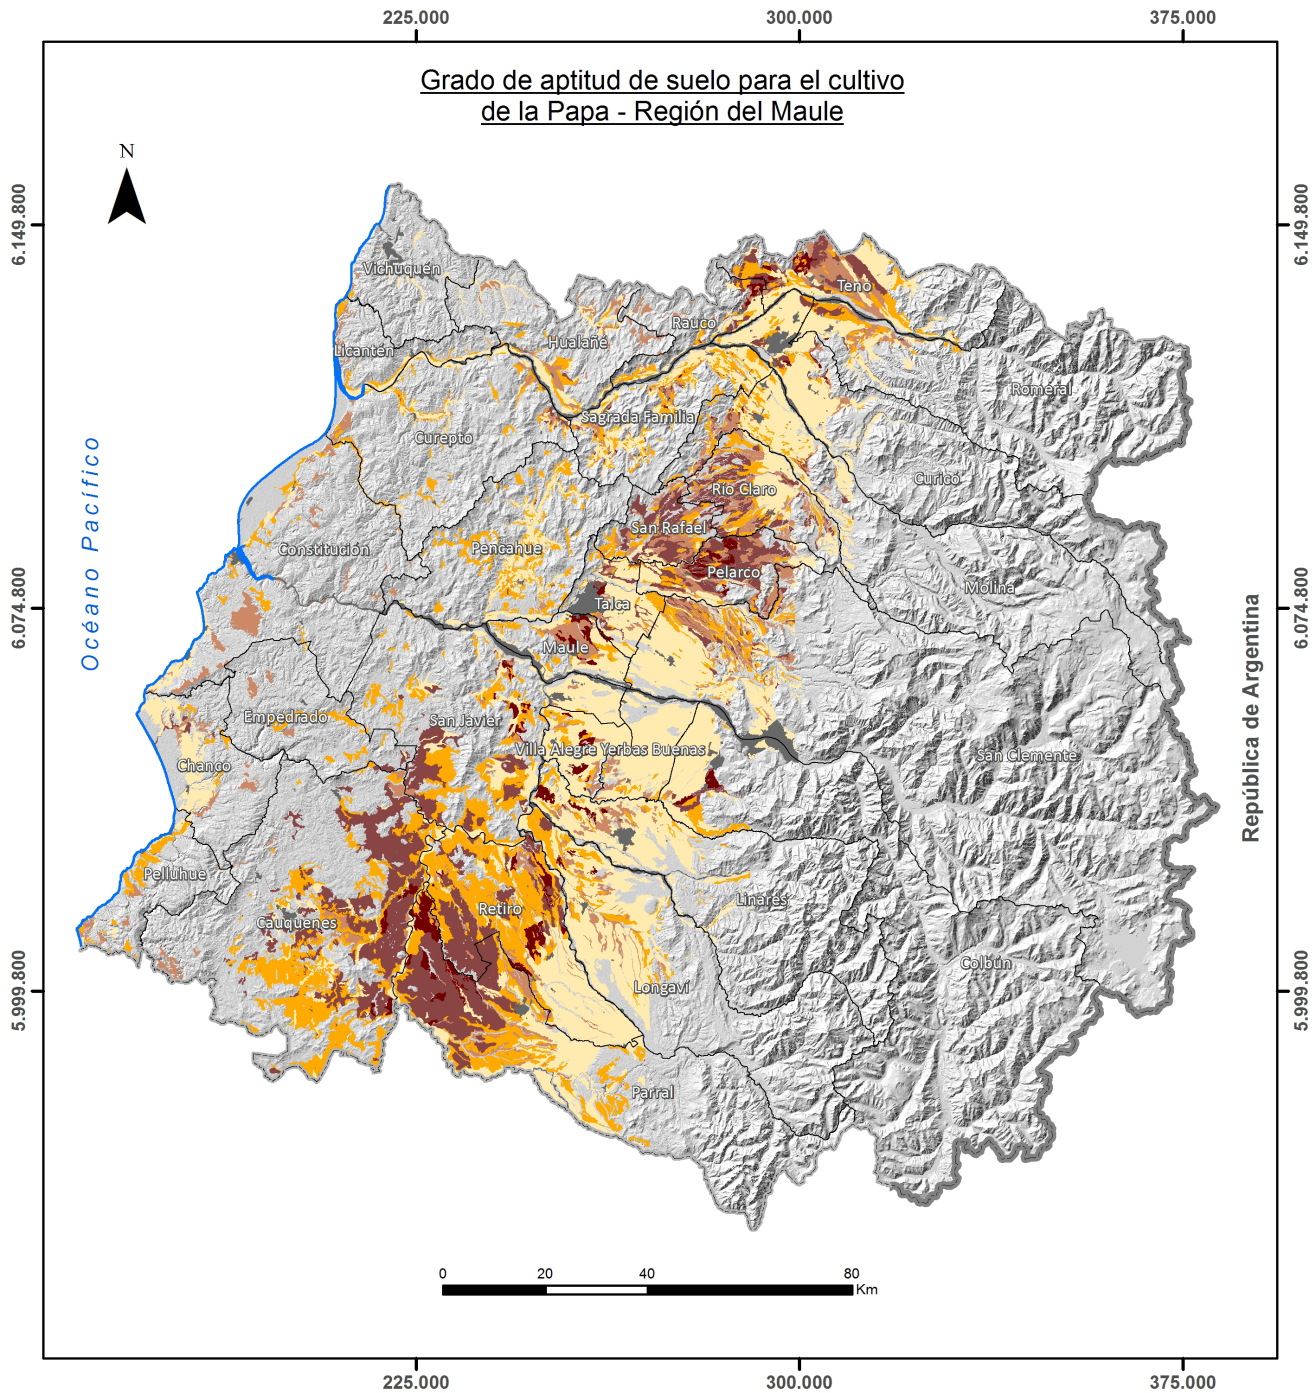 225.000
300.000
375.000
Grado de aptitud de suelo para el cultivo
de la Papa - Región del Maule
N
6.149.800
6.149.800
Vichuquén
Teno
Rauco
Hualañé
Licantén
Romeral
Sagrada Familia
Curepto
Océano Pacífico
Curicó
Río Claro
San Rafael
Constitución
Pencahue
Pelarco
Molina
6.074.800
6.074.800
Talca
Maule
República de Argentina
Empedrado
San Javier
Villa Alegre
Yerbas Buenas
San Clemente
Chanco
Pelluhue
Linares
Retiro
Cauquenes
Colbún
5.999.800
5.999.800
Longaví
Parral
0
20
40
80
Km
225.000
300.000
375.000